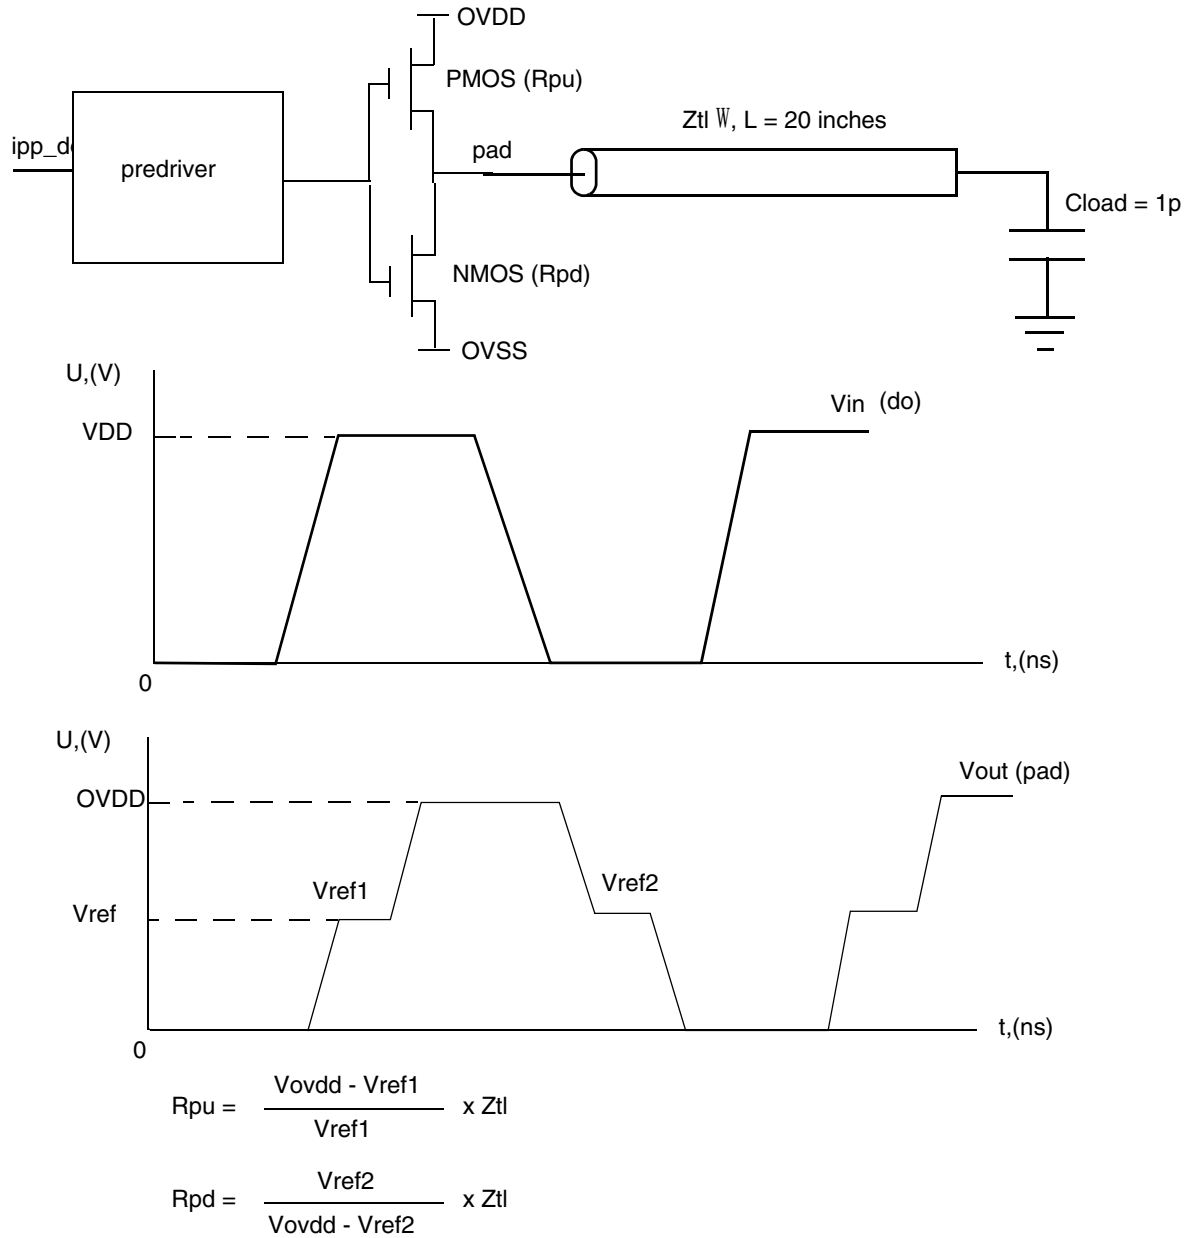 OVDD
PMOS (Rpu)
Ztl W, L = 20 inches
ipp_do
predriver
pad
Cload = 1p
NMOS (Rpd)
OVSS
U,(V)
Vin (do)
VDD
t,(ns)
0
U,(V)
Vout (pad)
OVDD
Vref1
Vref2
Vref
t,(ns)
0
Rpu = Vovdd - Vref1 / Vref1 x Ztl
Rpd = Vref2 / Vovdd - Vref2 x Ztl